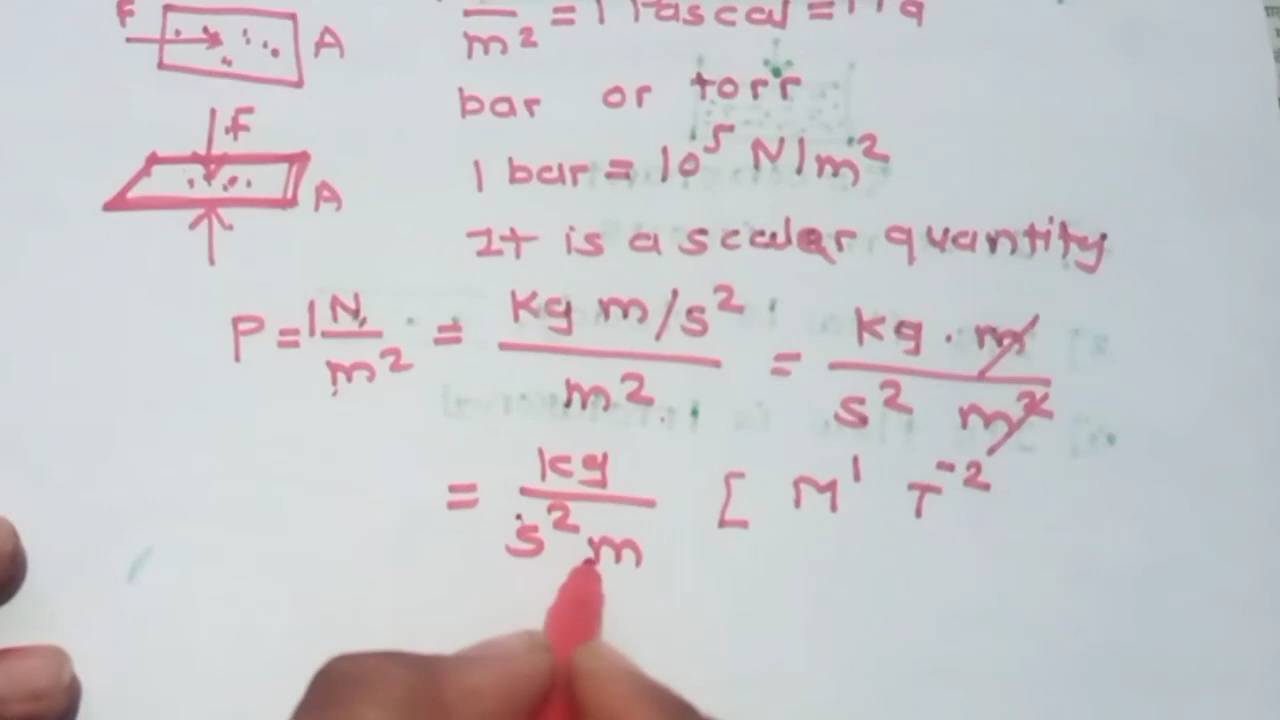 F A
m² = 1 Pascal = 1 Pa
bar or torr
F
A
1 bar = 10⁵ N/m²
It is a scalar quantity
P = 1 N/m² = kg m/s² / m² = kg . m / s² m²
= kg / s² m [ M¹ T⁻²